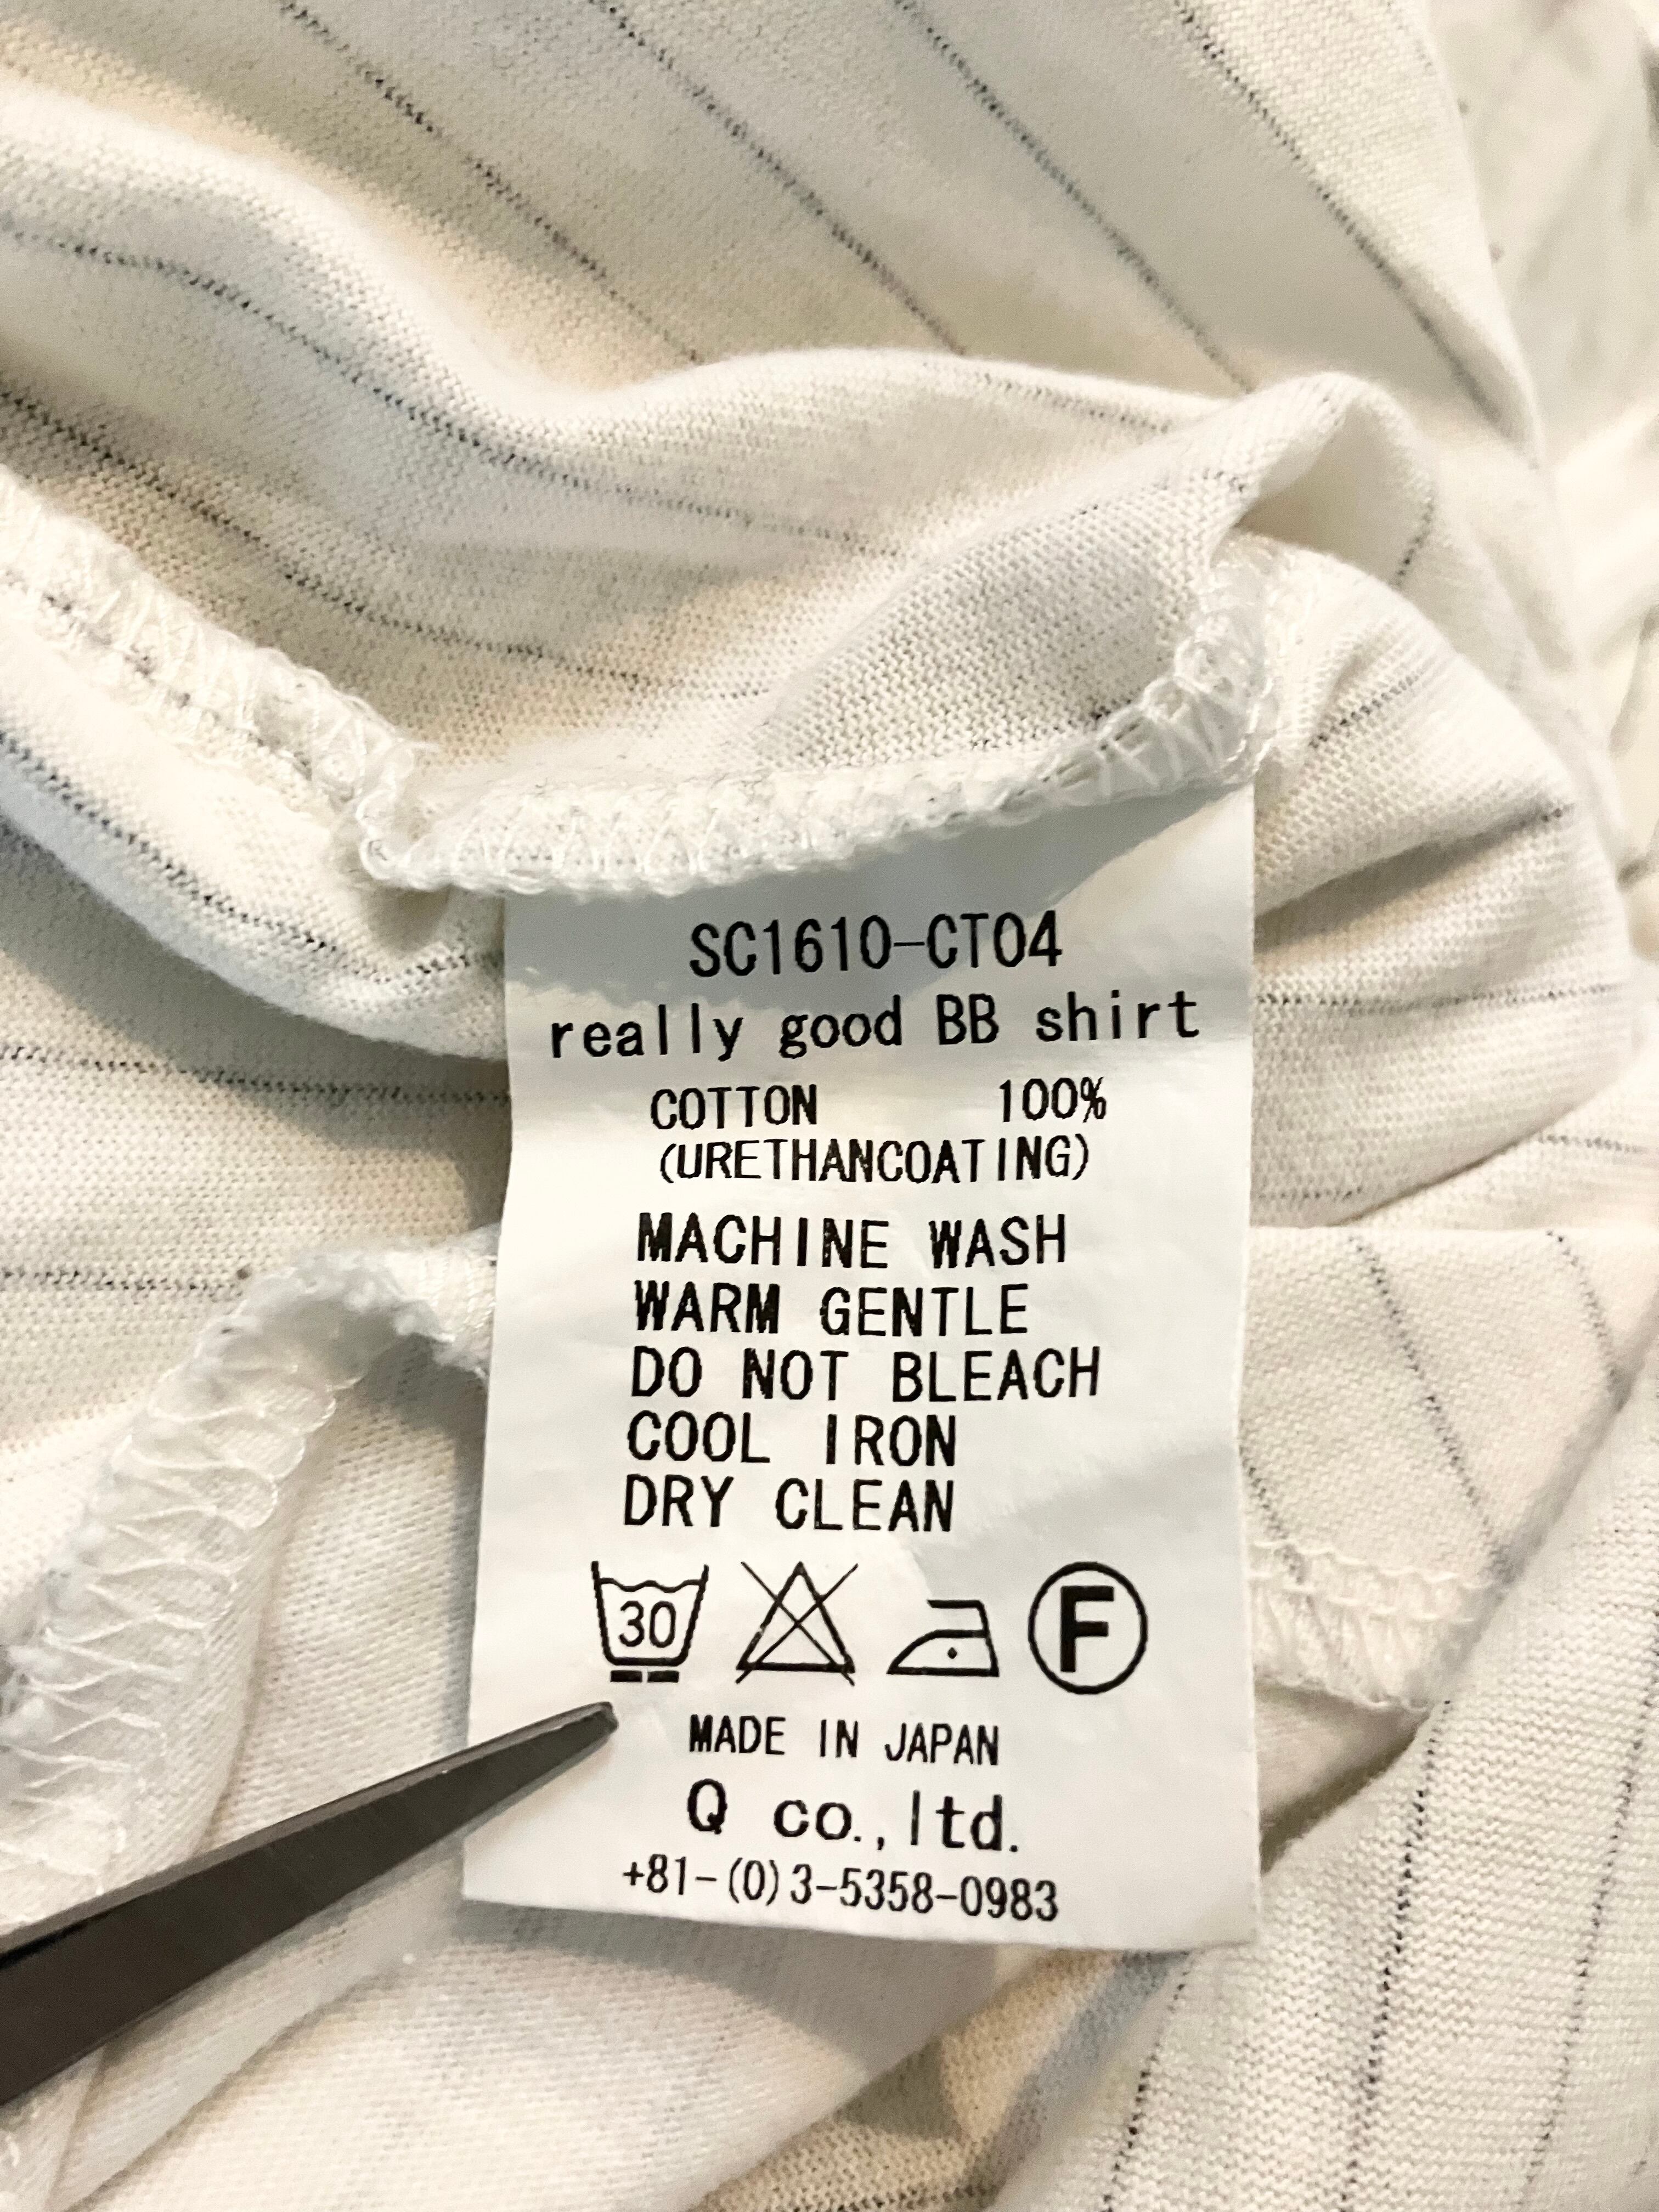 SC1610-CT04
really good BB shirt
COTTON 100%
(URETHANCOATING)
MACHINE WASH
WARM GENTLE
DO NOT BLEACH
COOL IRON
DRY CLEAN
30 F
MADE IN JAPAN
Q co.,ltd.
+81-(0)3-5358-0983